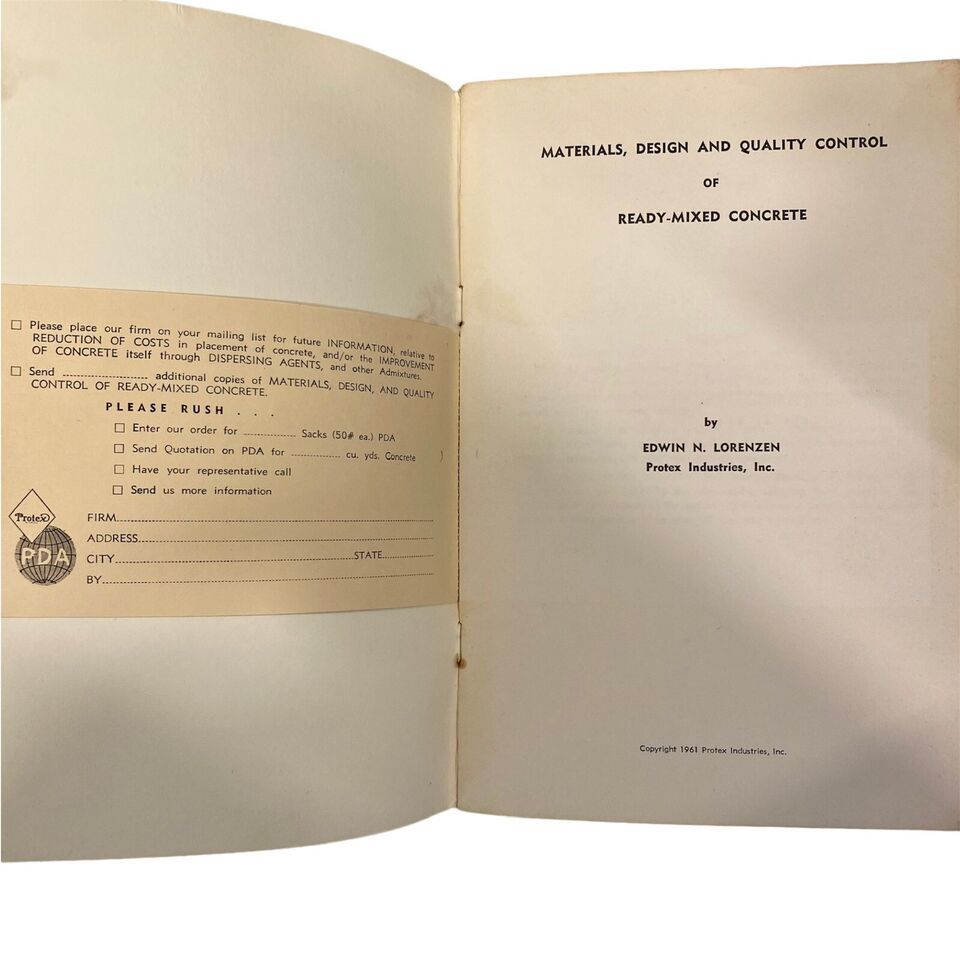 Please place our firm on your mailing list for future INFORMATION, relative to
REDUCTION OF COSTS in placement of concrete, and/or the IMPROVEMENT
OF CONCRETE itself through DISPERSING AGENTS, and other Admixtures.
Send ............ additional copies of MATERIALS, DESIGN, AND QUALITY
CONTROL OF READY-MIXED CONCRETE.
PLEASE RUSH . . .
Enter our order for ............ Sacks (50# ea.) PDA
Send Quotation on PDA for ............ cu. yds. Concrete )
Have your representative call
Send us more information
Protex
PDA
FIRM............
ADDRESS............
CITY............STATE............
BY............
MATERIALS, DESIGN AND QUALITY CONTROL
OF
READY-MIXED CONCRETE
by
EDWIN N. LORENZEN
Protex Industries, Inc.
Copyright 1961 Protex Industries, Inc.